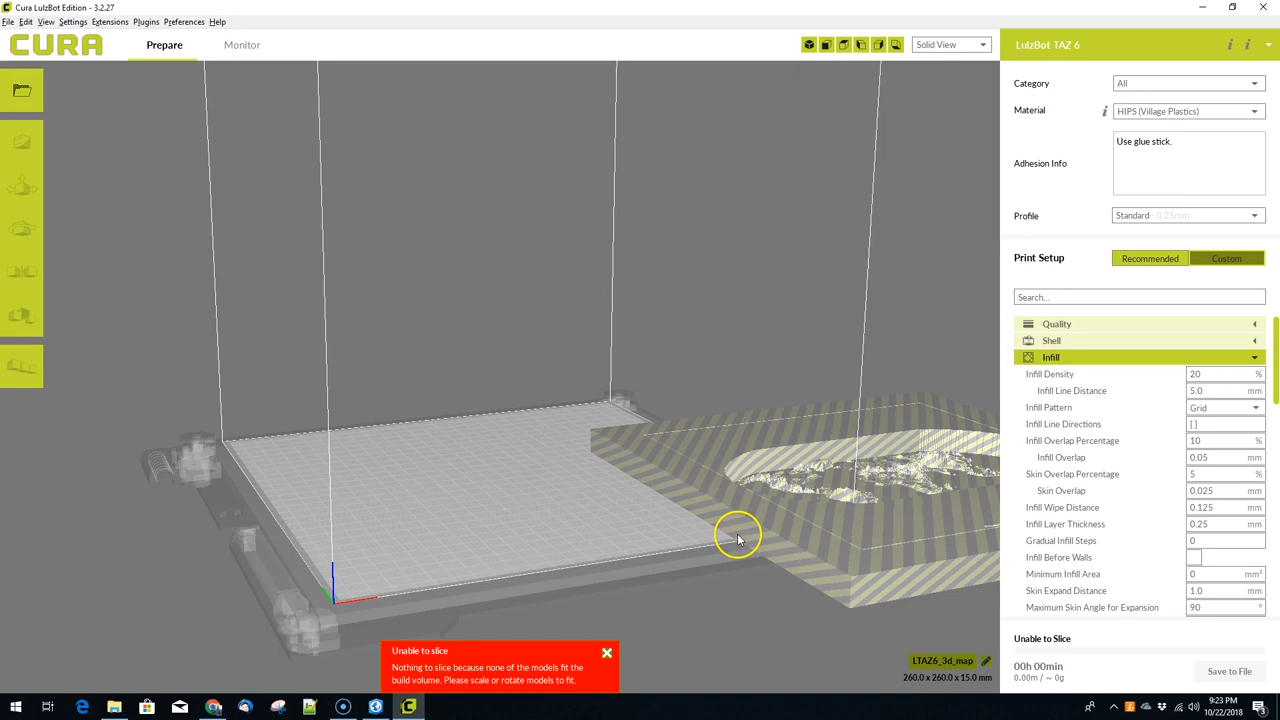 Cura LulzBot Edition - 3.2.27
File Edit View Settings Extensions Plugins Preferences Help
CURA
Prepare
Monitor
Solid View
LulzBot TAZ 6
Category
All
Material
HIPS (Village Plastics)
Use glue stick.
Adhesion Info
Profile
Standard - 0.25mm
Print Setup
Recommended
Custom
Search...
Quality
Shell
Infill
Infill Density
20 %
Infill Line Distance
5.0 mm
Infill Pattern
Grid
Infill Line Directions
[ ]
Infill Overlap Percentage
10 %
Infill Overlap
0.05 mm
Skin Overlap Percentage
5 %
Skin Overlap
0.025 mm
Infill Wipe Distance
0.125 mm
Infill Layer Thickness
0.25 mm
Gradual Infill Steps
0
Infill Before Walls
Minimum Infill Area
0 mm²
Skin Expand Distance
1.0 mm
Maximum Skin Angle for Expansion
90 °
Unable to slice
Nothing to slice because none of the models fit the
build volume. Please scale or rotate models to fit.
LTAZ6_3d_map
260.0 x 260.0 x 15.0 mm
Unable to Slice
00h 00min
0.00m / ~ 0g
Save to File
9:23 PM
10/22/2018